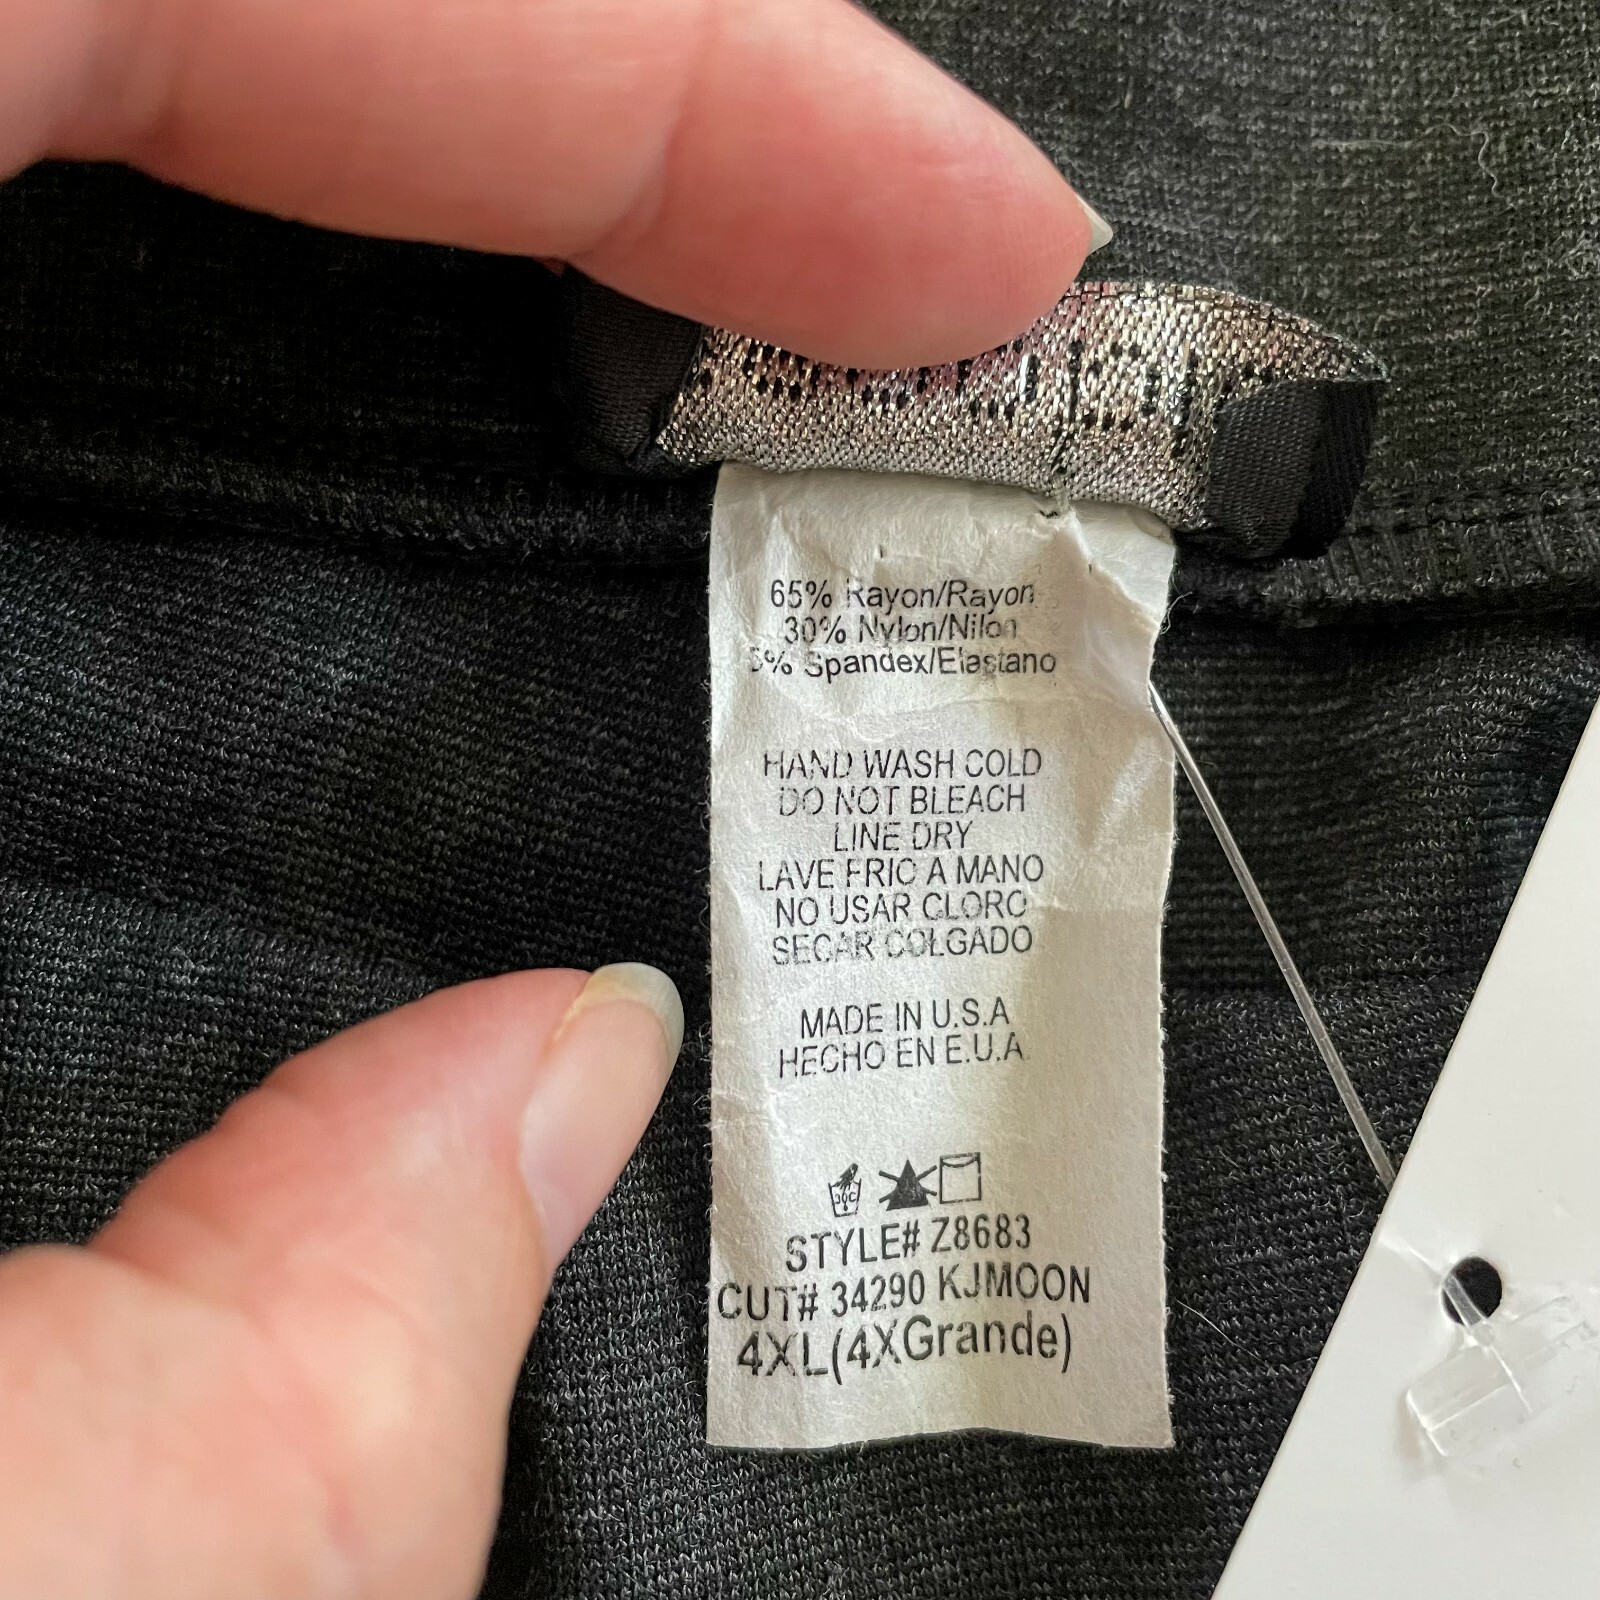 65% Rayon/Rayon
30% Nylon/Nilon
5% Spandex/Elastano
HAND WASH COLD
DO NOT BLEACH
LINE DRY
LAVE FRIO A MANO
NO USAR CLORO
SECAR COLGADO
MADE IN U.S.A
HECHO EN E.U.A.
30C
STYLE# Z8683
CUT# 34290 KJMOON
4XL(4XGrande)